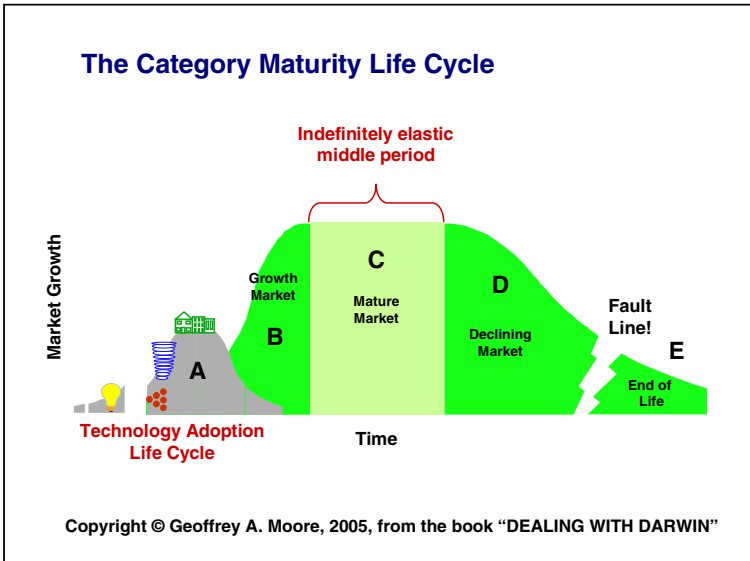 The Category Maturity Life Cycle
Indefinitely elastic
middle period
Market Growth
A
Growth
Market
B
C
Mature
Market
D
Declining
Market
Fault
Line!
E
End of
Life
Technology Adoption
Life Cycle
Time
Copyright © Geoffrey A. Moore, 2005, from the book “DEALING WITH DARWIN”